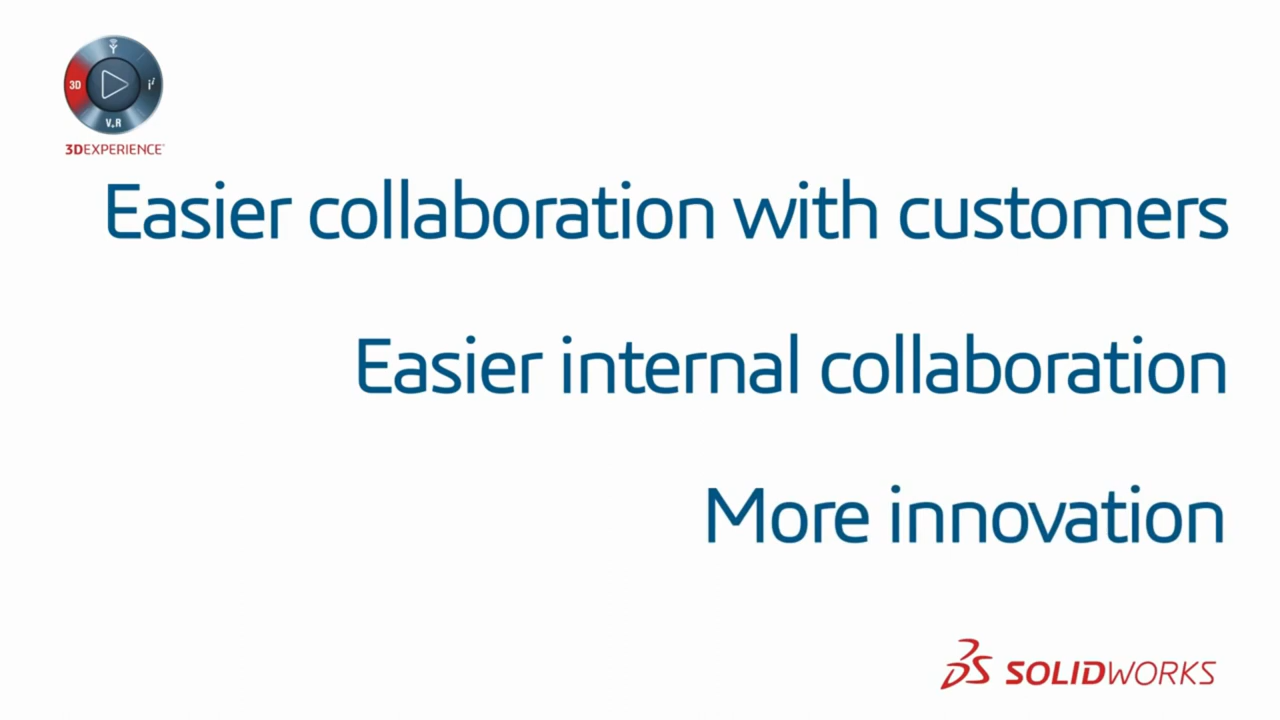 3D
V.R
3DEXPERIENCE
Easier collaboration with customers
Easier internal collaboration
More innovation
SOLIDWORKS